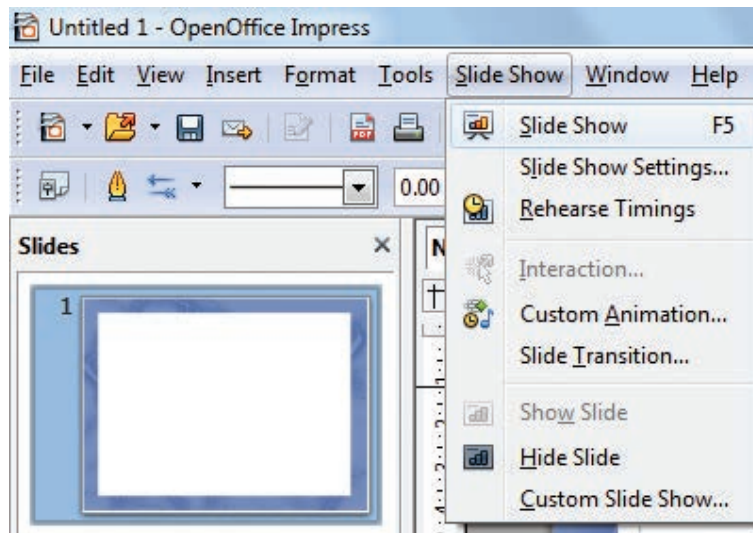 Untitled 1 - OpenOffice Impress
File Edit View Insert Format Tools Slide Show Window Help
Slide Show F5
Slide Show Settings...
0.00
Rehearse Timings
Slides
Interaction...
1
Custom Animation...
Slide Transition...
Show Slide
Hide Slide
Custom Slide Show...